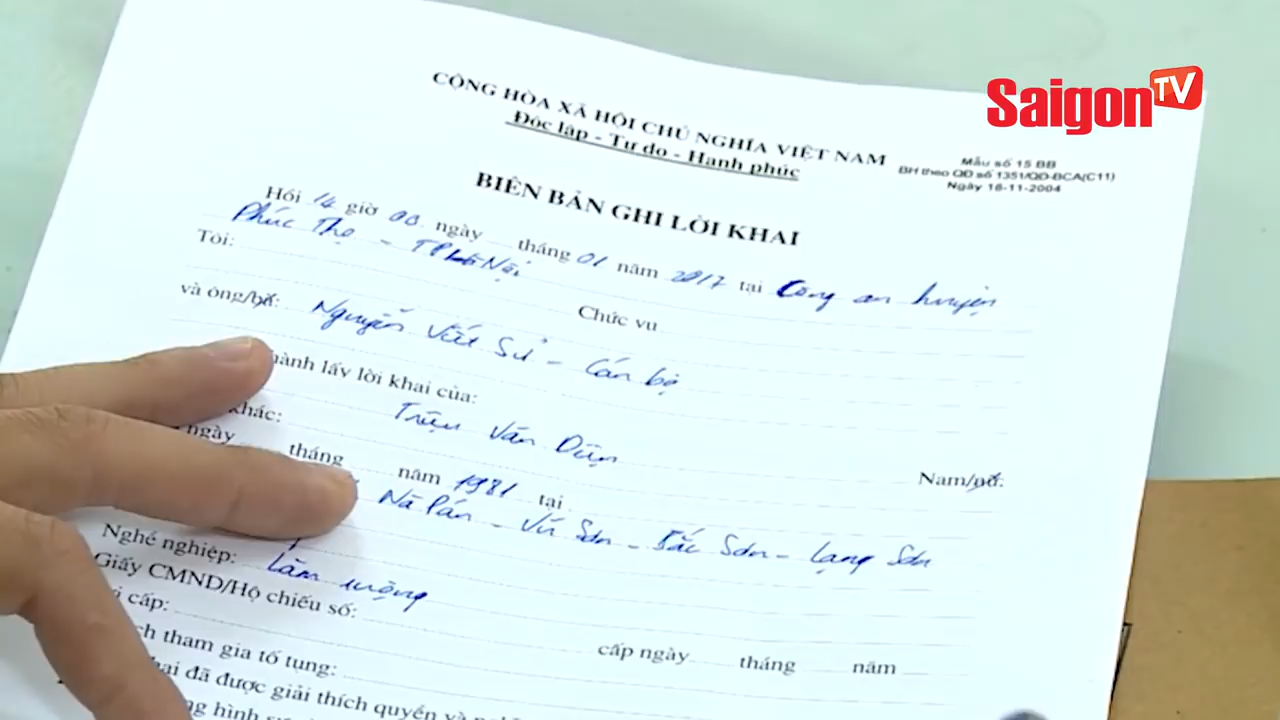 Saigon TV
CỘNG HÒA XÃ HỘI CHỦ NGHĨA VIỆT NAM
Độc lập - Tự do - Hạnh phúc
Mẫu số 15 BB
BH theo QĐ số 1351/QĐ-BCA(C11)
Ngày 18-11-2004
BIÊN BẢN GHI LỜI KHAI
Hồi 14 giờ 00 ngày tháng 01 năm 2017 tại Công an huyện
Phúc Thọ - TP Hà Nội
Tôi: Chức vụ
Nguyễn Viết Sử - Cán bộ
và ông/bà:
hành lấy lời khai của:
Triệu Văn Nam/nữ:
khác:
ngày tháng năm 1981 tại
Nà Pán - Vũ Sơn - Bắc Sơn - Lạng Sơn
Nghề nghiệp: Làm ruộng
Giấy CMND/Hộ chiếu số:
cấp: cấp ngày tháng năm
ch tham gia tố tụng:
hai đã được giải thích quyền và